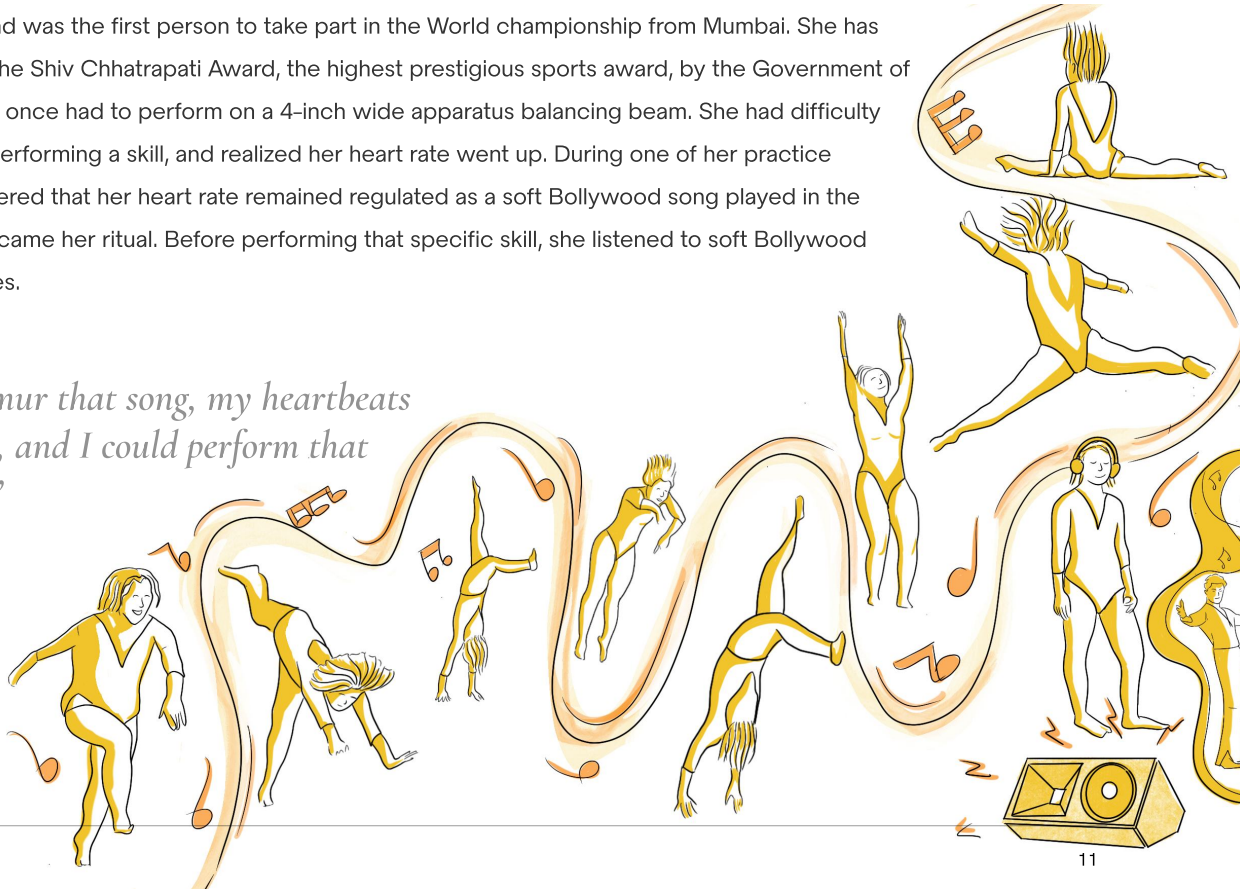 nd was the first person to take part in the World championship from Mumbai. She has
he Shiv Chhatrapati Award, the highest prestigious sports award, by the Government of
once had to perform on a 4-inch wide apparatus balancing beam. She had difficulty
erforming a skill, and realized her heart rate went up. During one of her practice
ered that her heart rate remained regulated as a soft Bollywood song played in the
came her ritual. Before performing that specific skill, she listened to soft Bollywood
es.
mur that song, my heartbeats
, and I could perform that
”
11